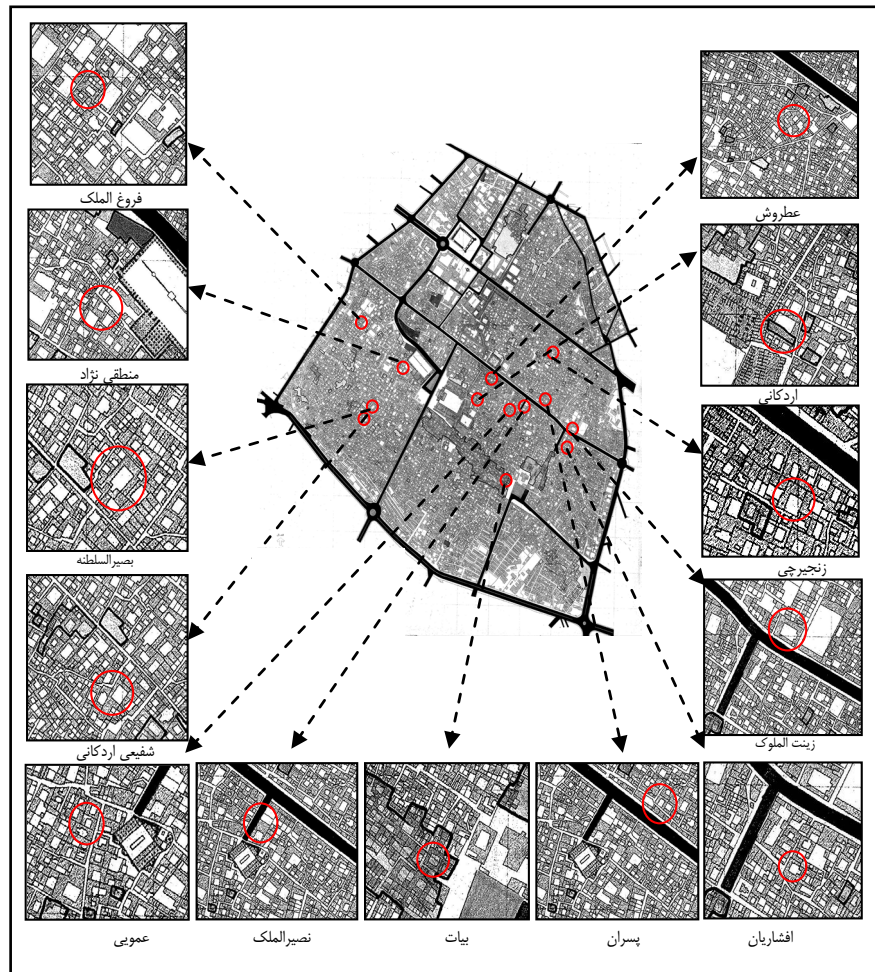 عطروش
فروغ الملک
اردکانی
منطقی نژاد
زنجیرچی
بصیرالسلطنه
زینت الملوک
شفیعی اردکانی
افشاریان
پسران
بیات
نصیرالملک
عمویی